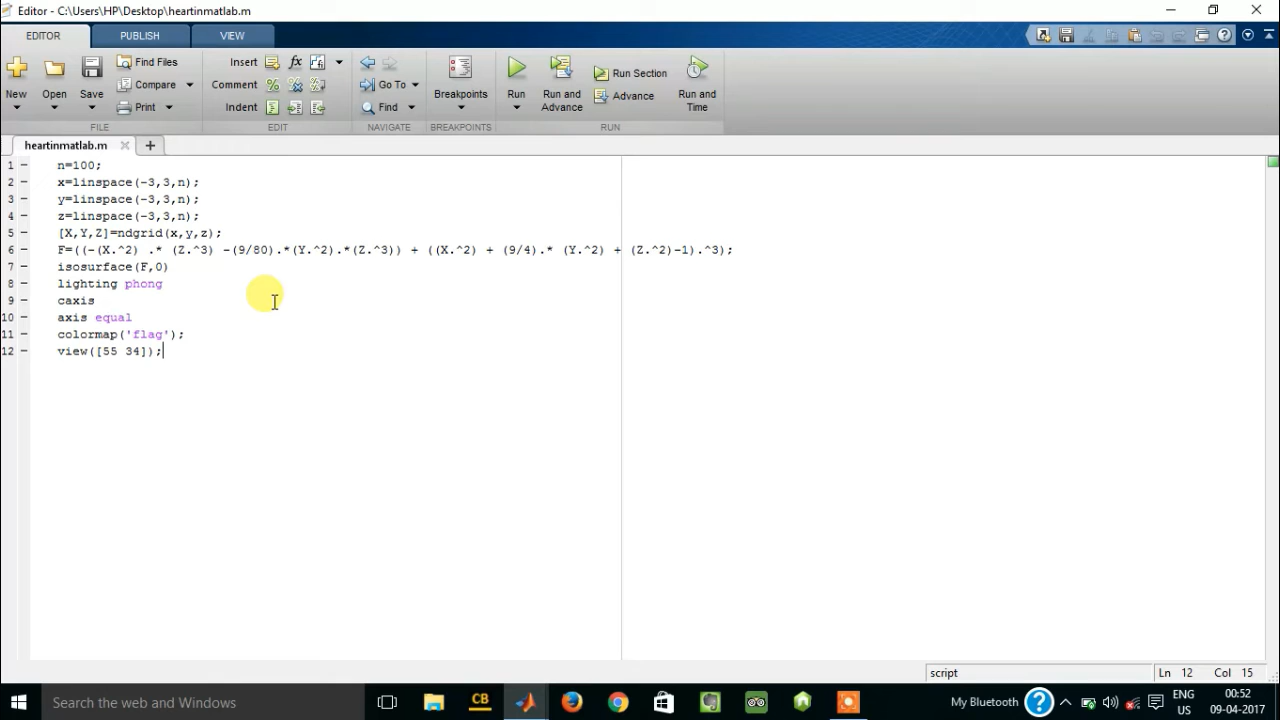 Editor - C:\Users\HP\Desktop\heartinmatlab.m
EDITOR PUBLISH VIEW
New Open Save Find Files Compare Print
FILE
Insert fx
Comment
Indent
EDIT
Go To
Find
NAVIGATE
Breakpoints
BREAKPOINTS
Run Run and Advance Run Section Advance Run and Time
RUN
heartinmatlab.m
1 n=100;
2 x=linspace(-3,3,n);
3 y=linspace(-3,3,n);
4 z=linspace(-3,3,n);
5 [X,Y,Z]=ndgrid(x,y,z);
6 F=((-(X.^2) .* (Z.^3) -(9/80).*(Y.^2).*(Z.^3)) + ((X.^2) + (9/4).* (Y.^2) + (Z.^2)-1).^3);
7 isosurface(F,0)
8 lighting phong
9 caxis
10 axis equal
11 colormap('flag');
12 view([55 34]);
script Ln 12 Col 15
Search the web and Windows CB My Bluetooth ENG US 00:52 09-04-2017